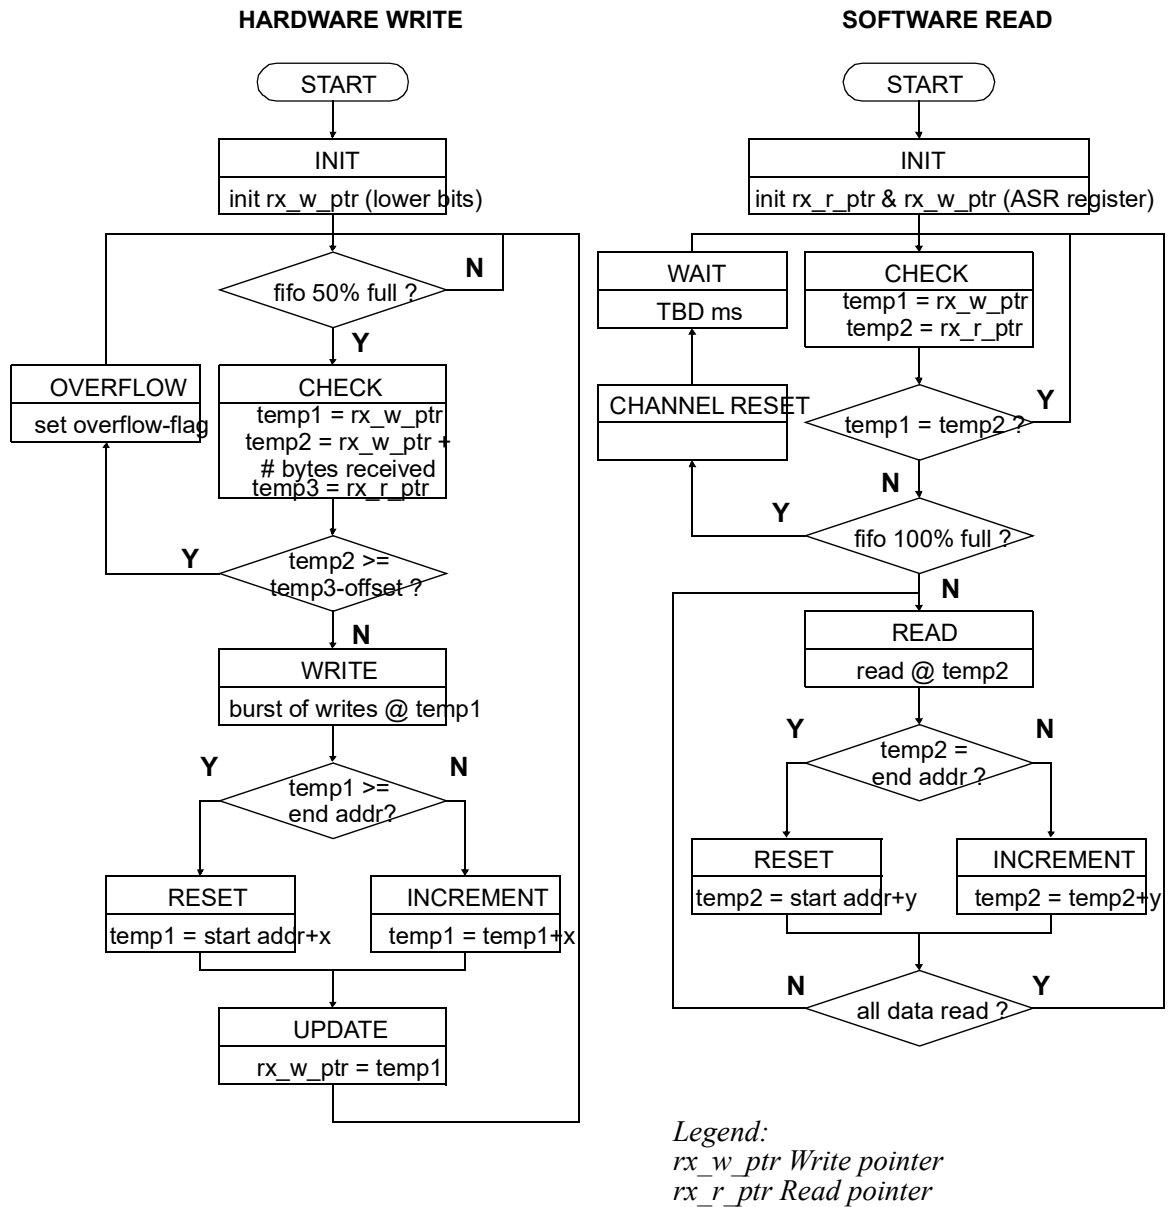 HARDWARE WRITE
START
INIT
init rx_w_ptr (lower bits)
fifo 50% full ?
N
Y
OVERFLOW
set overflow-flag
CHECK
temp1 = rx_w_ptr
temp2 = rx_w_ptr +
# bytes received
temp3 = rx_r_ptr
Y
temp2 >=
temp3-offset ?
N
WRITE
burst of writes @ temp1
Y
N
temp1 >=
end addr?
RESET
temp1 = start addr+x
INCREMENT
temp1 = temp1+x
UPDATE
rx_w_ptr = temp1
SOFTWARE READ
START
INIT
init rx_r_ptr & rx_w_ptr (ASR register)
WAIT
TBD ms
CHECK
temp1 = rx_w_ptr
temp2 = rx_r_ptr
CHANNEL RESET
temp1 = temp2 ?
Y
N
Y
fifo 100% full ?
N
READ
read @ temp2
Y
N
temp2 =
end addr ?
RESET
temp2 = start addr+y
INCREMENT
temp2 = temp2+y
N
Y
all data read ?
Legend:
rx_w_ptr Write pointer
rx_r_ptr Read pointer